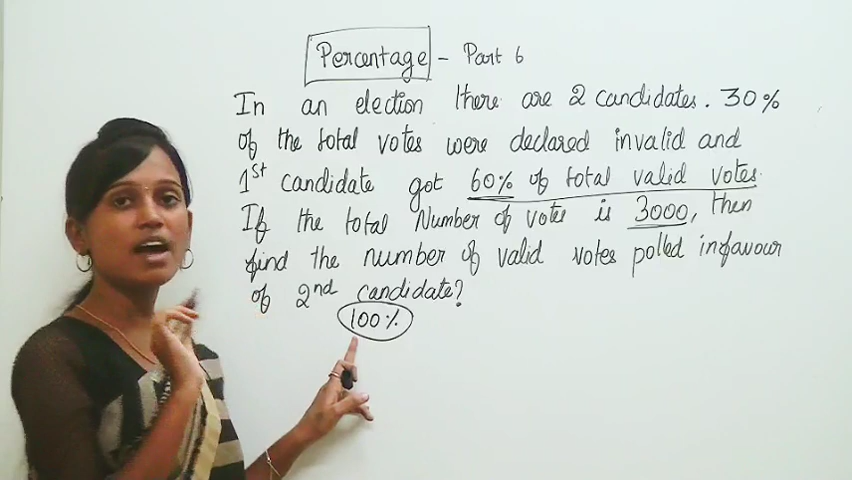 Percentage - Part 6
In an election there are 2 candidates. 30%
of the total votes were declared invalid and
1st candidate got 60% of total valid votes.
If the total Number of votes is 3000, then
find the number of valid votes polled infavour
of 2nd candidate?
100%